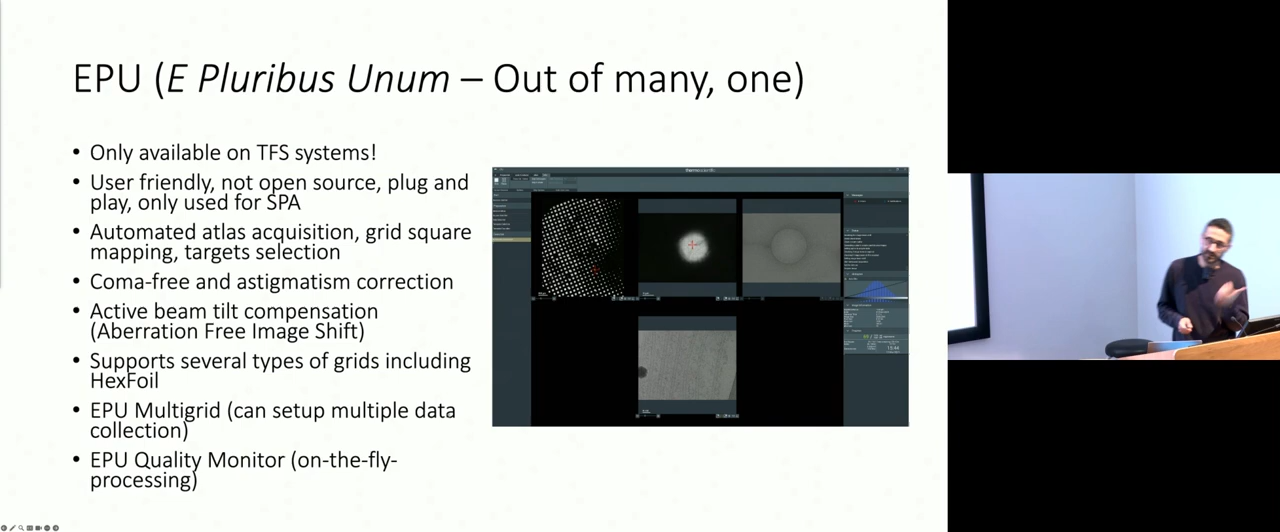 EPU (E Pluribus Unum – Out of many, one)
• Only available on TFS systems!
• User friendly, not open source, plug and
play, only used for SPA
• Automated atlas acquisition, grid square
mapping, targets selection
• Coma-free and astigmatism correction
• Active beam tilt compensation
(Aberration Free Image Shift)
• Supports several types of grids including
HexFoil
• EPU Multigrid (can setup multiple data
collection)
• EPU Quality Monitor (on-the-fly-
processing)
thermoscientific